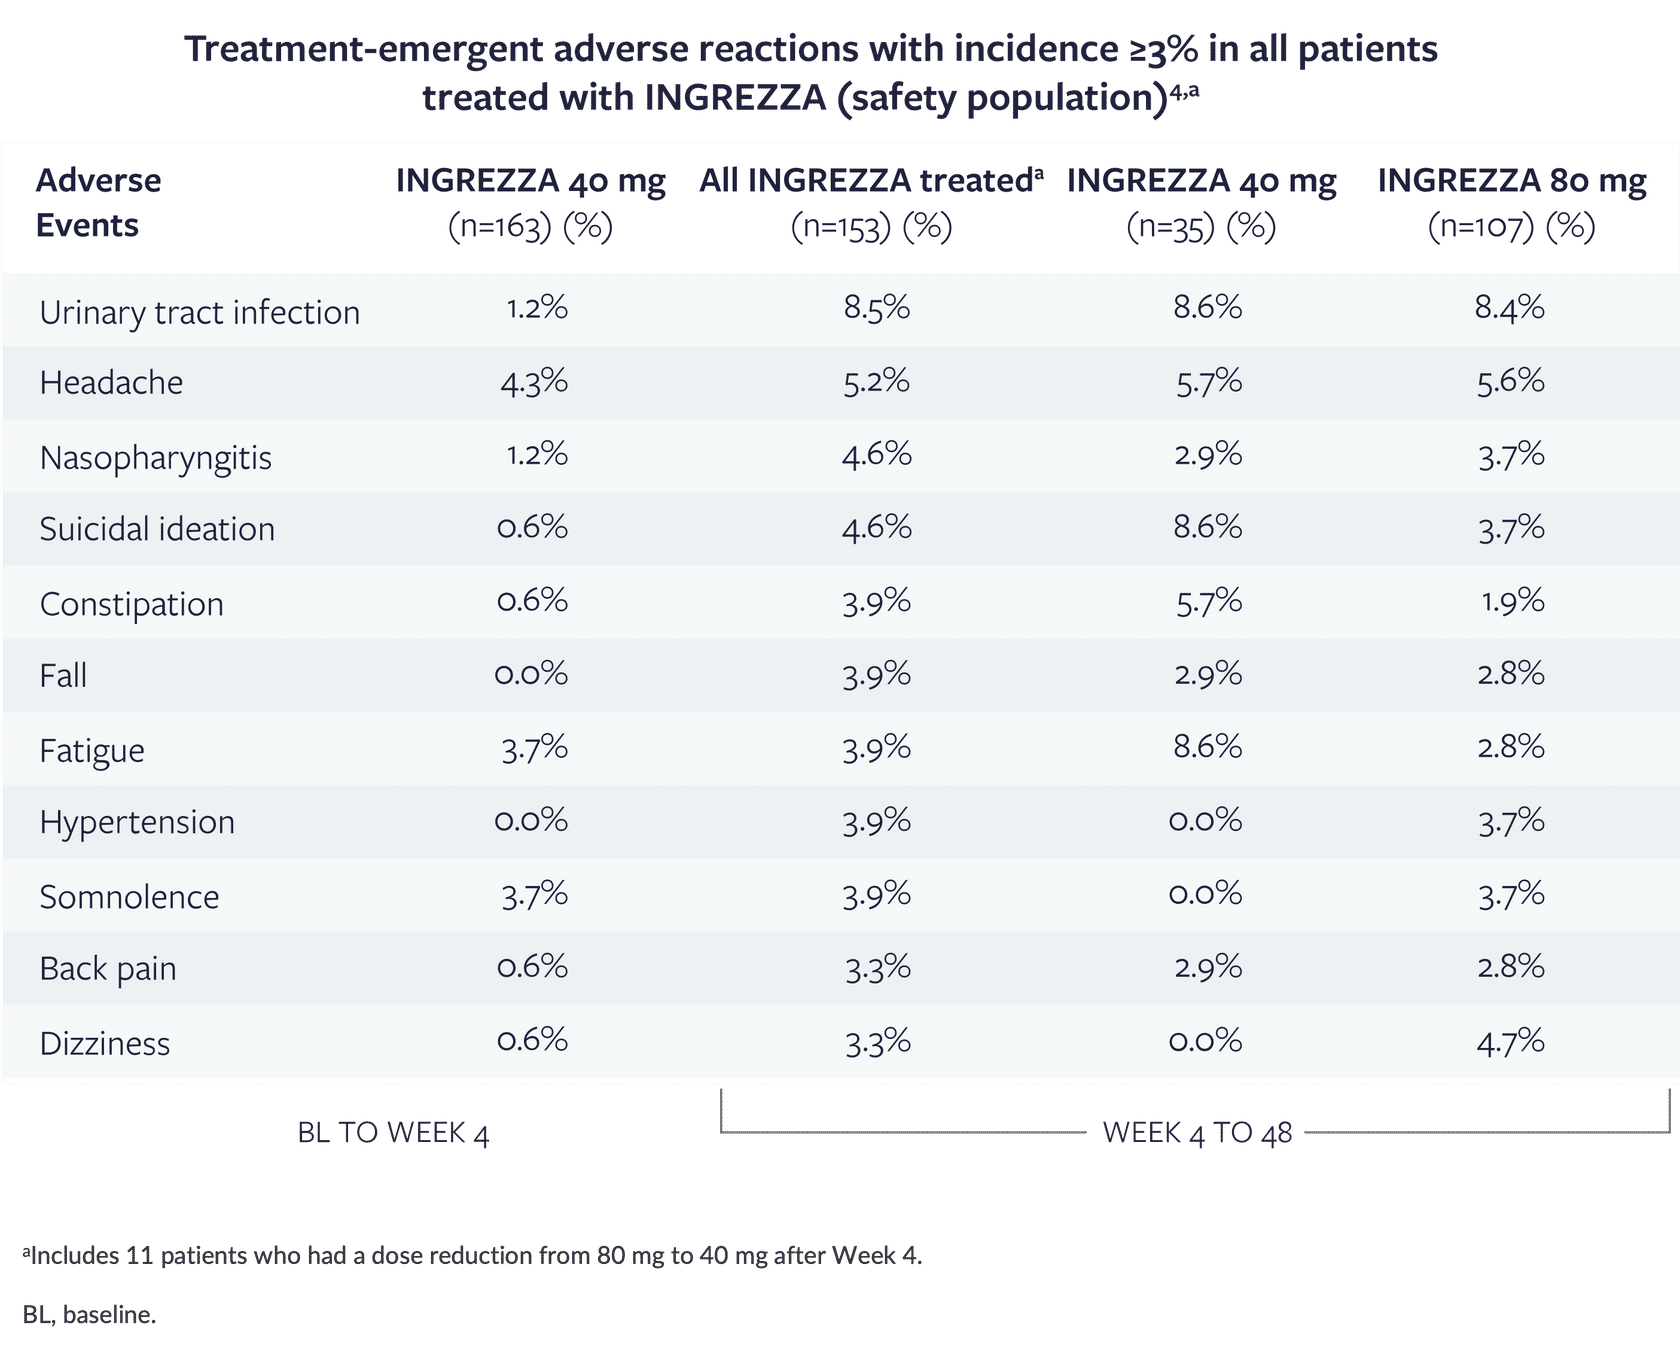 Treatment-emergent adverse reactions with incidence ≥3% in all patients
treated with INGREZZA (safety population)4,a
Adverse Events INGREZZA 40 mg (n=163) (%) All INGREZZA treateda (n=153) (%) INGREZZA 40 mg (n=35) (%) INGREZZA 80 mg (n=107) (%)
Urinary tract infection 1.2% 8.5% 8.6% 8.4%
Headache 4.3% 5.2% 5.7% 5.6%
Nasopharyngitis 1.2% 4.6% 2.9% 3.7%
Suicidal ideation 0.6% 4.6% 8.6% 3.7%
Constipation 0.6% 3.9% 5.7% 1.9%
Fall 0.0% 3.9% 2.9% 2.8%
Fatigue 3.7% 3.9% 8.6% 2.8%
Hypertension 0.0% 3.9% 0.0% 3.7%
Somnolence 3.7% 3.9% 0.0% 3.7%
Back pain 0.6% 3.3% 2.9% 2.8%
Dizziness 0.6% 3.3% 0.0% 4.7%
BL TO WEEK 4 WEEK 4 TO 48
aIncludes 11 patients who had a dose reduction from 80 mg to 40 mg after Week 4.
BL, baseline.